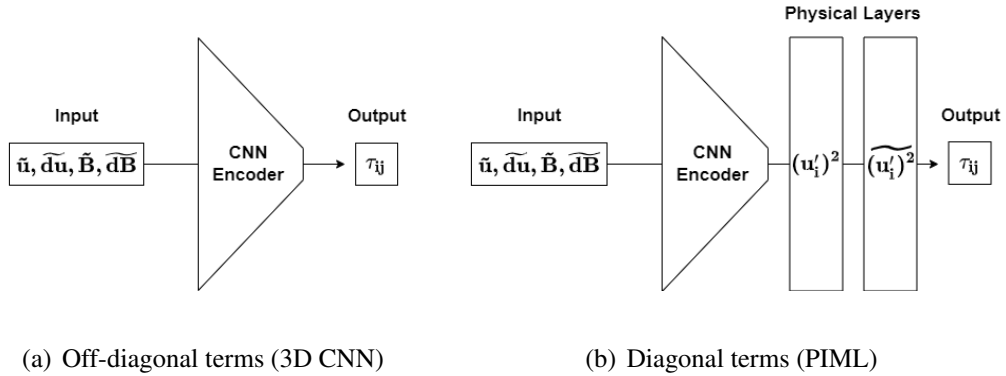 Input
ũ, d͠u, B̃, d͠B
CNN
Encoder
Output
τij
(a) Off-diagonal terms (3D CNN)
Physical Layers
Input
ũ, d͠u, B̃, d͠B
CNN
Encoder
(u′i)²
(͠u′i)²
Output
τij
(b) Diagonal terms (PIML)